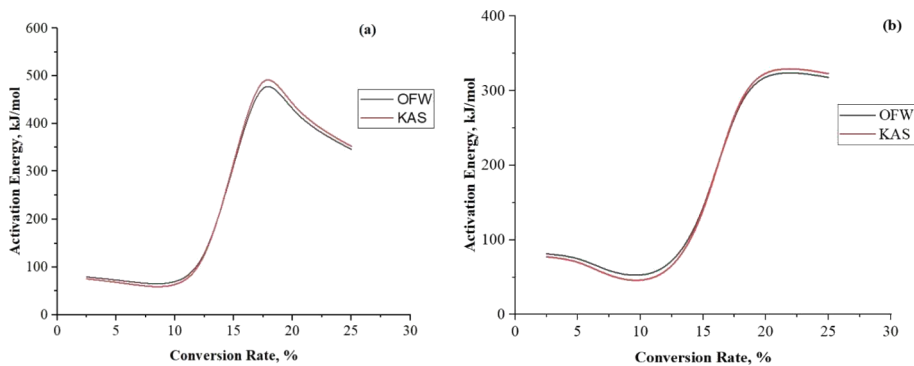 (a)
600
500
400
300
200
100
0
Activation Energy, kJ/mol
OFW
KAS
0 5 10 15 20 25 30
Conversion Rate, %
(b)
400
300
200
100
0
Activation Energy, kJ/mol
OFW
KAS
0 5 10 15 20 25 30
Conversion Rate, %